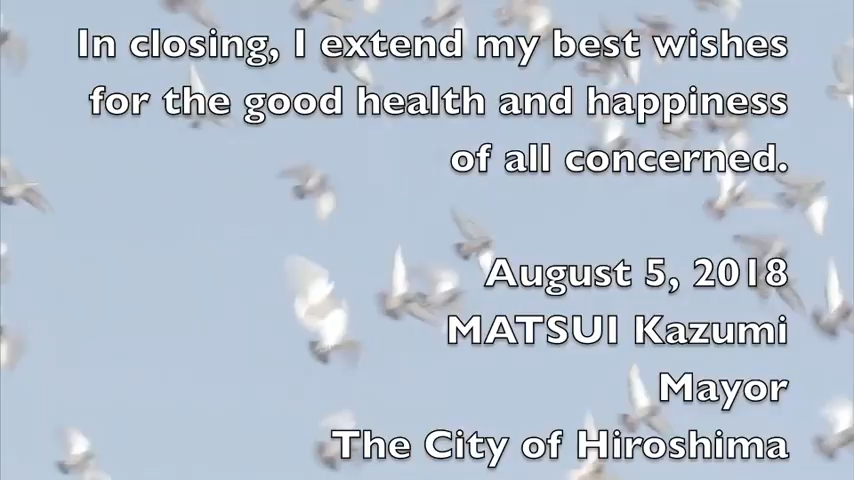 In closing, I extend my best wishes
for the good health and happiness
of all concerned.
August 5, 2018
MATSUI Kazumi
Mayor
The City of Hiroshima